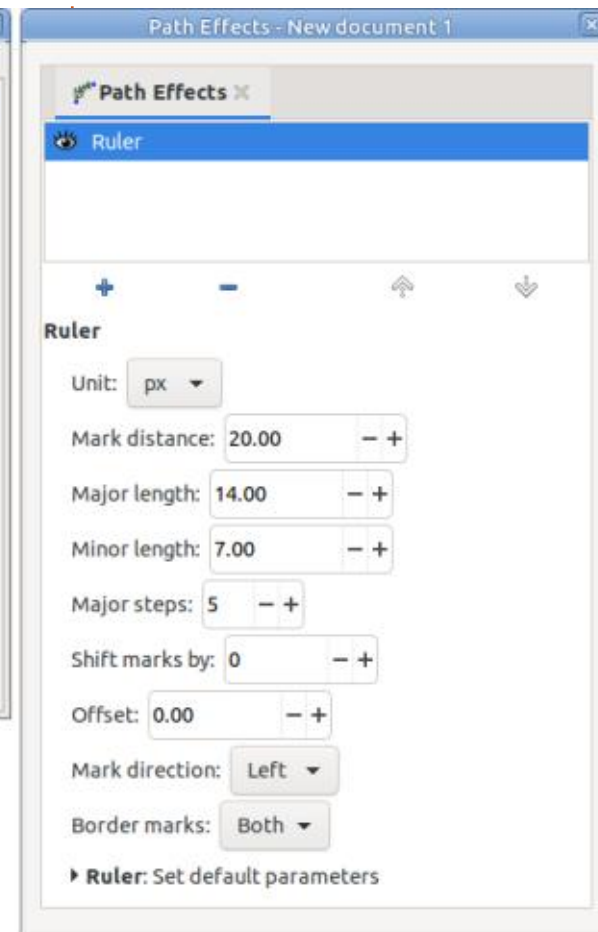 Path Effects - New document 1
Path Effects
Ruler
Ruler
Unit: px
Mark distance: 20.00
Major length: 14.00
Minor length: 7.00
Major steps: 5
Shift marks by: 0
Offset: 0.00
Mark direction: Left
Border marks: Both
Ruler: Set default parameters